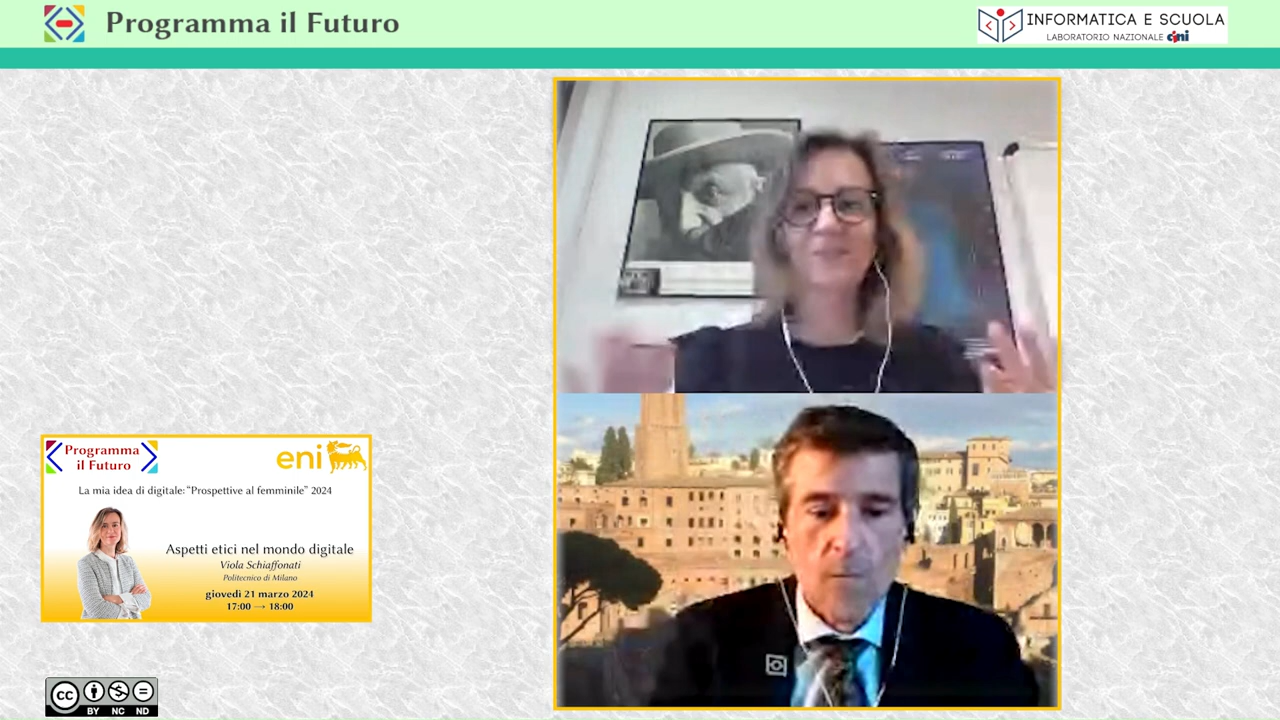 Programma il Futuro
INFORMATICA E SCUOLA
LABORATORIO NAZIONALE cini
Programma
il Futuro
eni
La mia idea di digitale: "Prospettive al femminile" 2024
Aspetti etici nel mondo digitale
Viola Schiaffonati
Politecnico di Milano
giovedì 21 marzo 2024
17:00 → 18:00
cc
BY NC ND